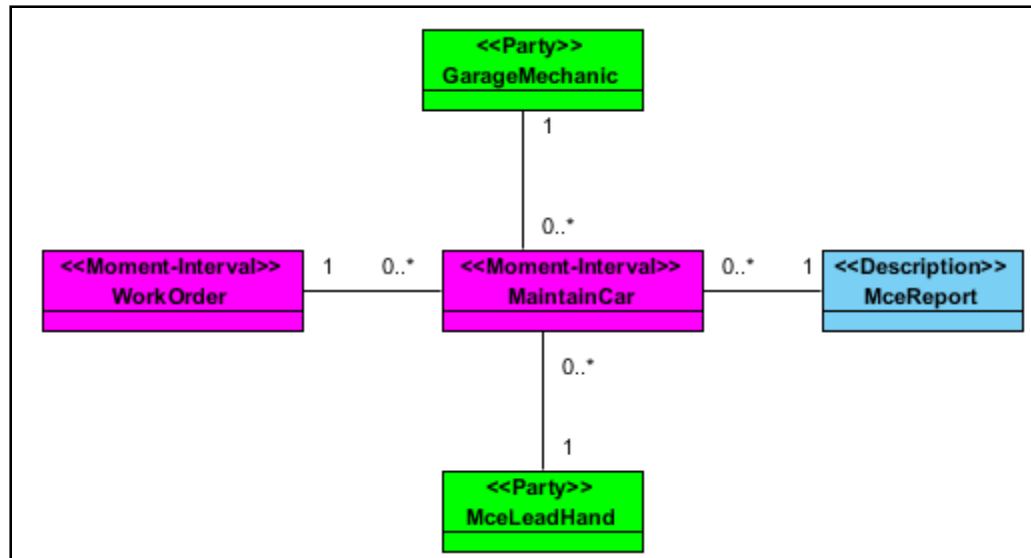 <<Party>>
GarageMechanic
1
0..*
<<Moment-Interval>>
WorkOrder
1
0..*
<<Moment-Interval>>
MaintainCar
0..*
1
<<Description>>
MceReport
0..*
1
<<Party>>
MceLeadHand